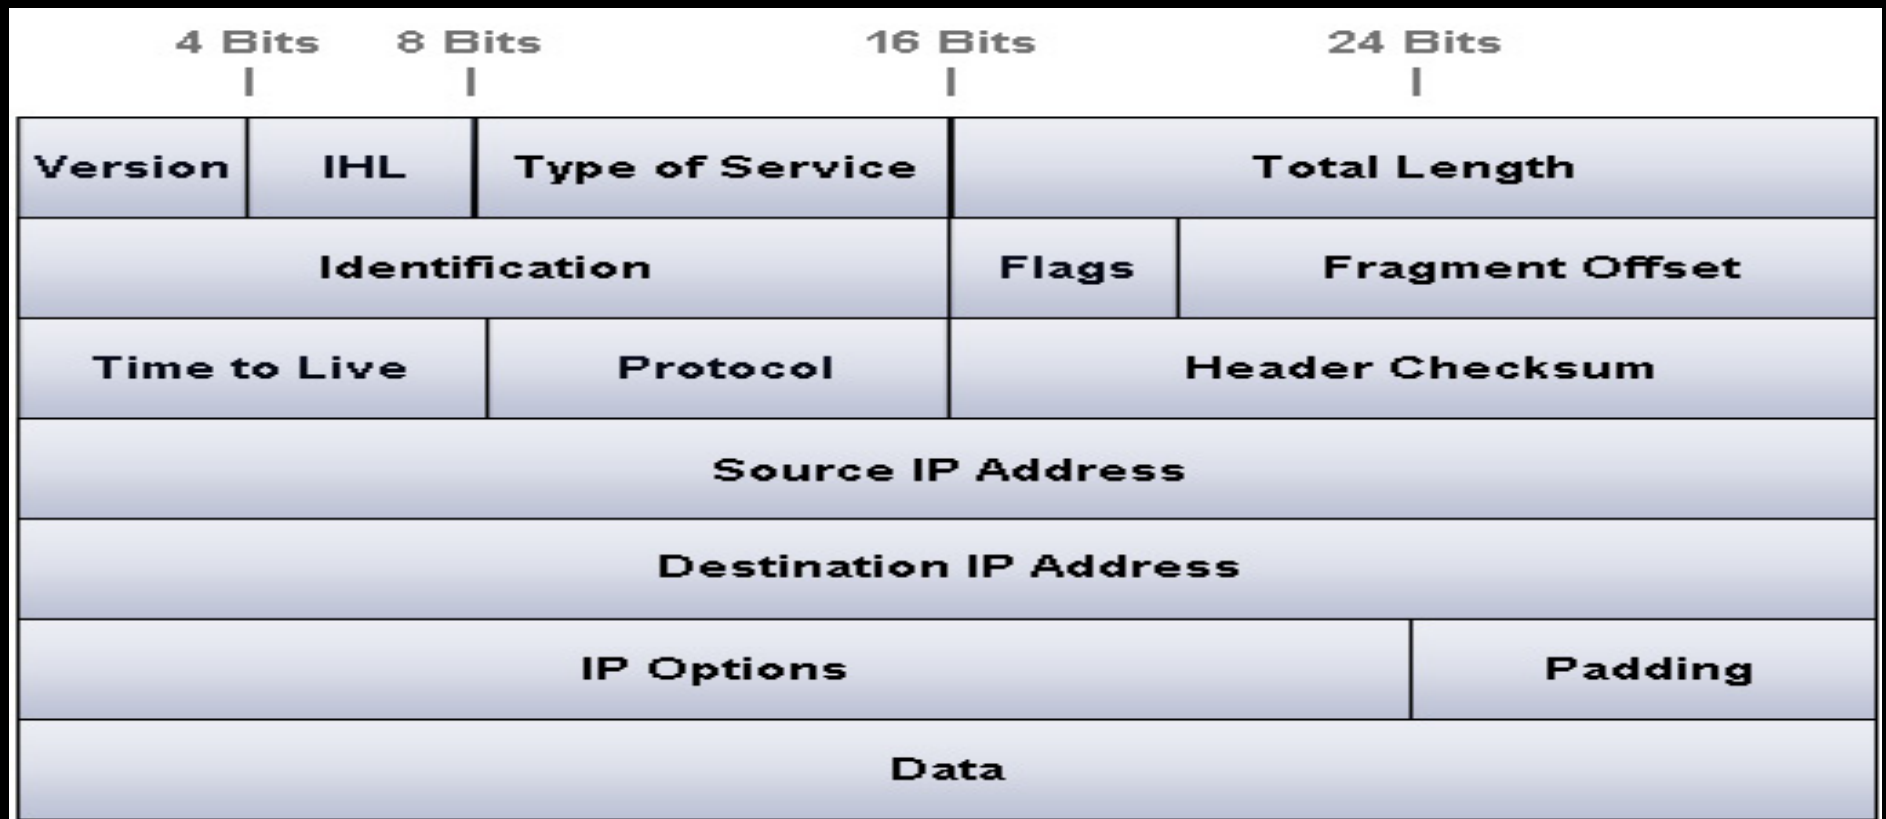 4 Bits 8 Bits 16 Bits 24 Bits
Version IHL Type of Service Total Length
Identification Flags Fragment Offset
Time to Live Protocol Header Checksum
Source IP Address
Destination IP Address
IP Options Padding
Data